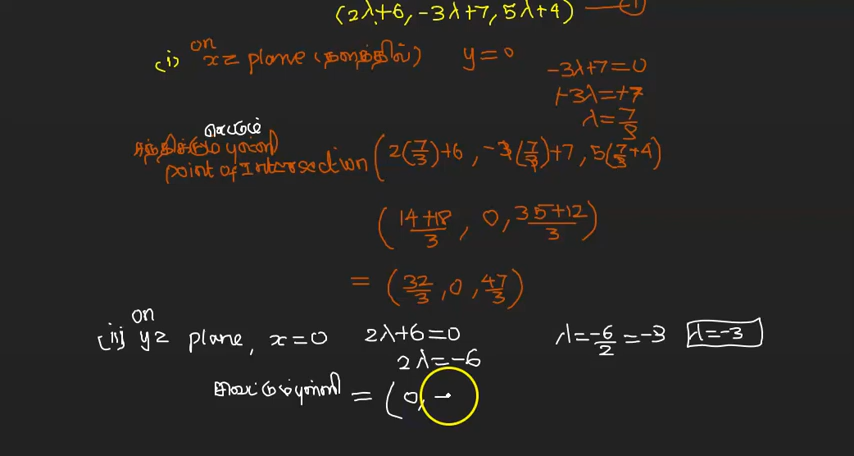 (2λ+6, -3λ+7, 5λ+4) —— 1
(i) on xz plane (தளத்தில்) y=0
-3λ+7=0
+3λ=+7
λ=7/3
point of Intersection (2(7/3)+6, -3(7/3)+7, 5(7/3+4)
(14+18/3, 0, 35+12/3)
= (32/3, 0, 47/3)
(ii) on yz plane, x=0 2λ+6=0 λ=-6/2=-3 λ=-3
2λ=-6
= (0, -